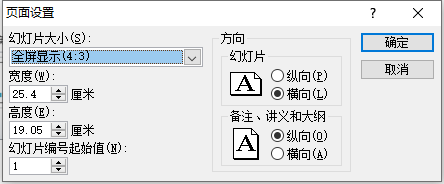 页面设置
幻灯片大小(S):
全屏显示(4:3)
宽度(W):
25.4 厘米
高度(E):
19.05 厘米
幻灯片编号起始值(N):
1
方向
幻灯片
A
纵向(P)
横向(L)
备注、讲义和大纲
A
纵向(O)
横向(A)
?
确定
取消